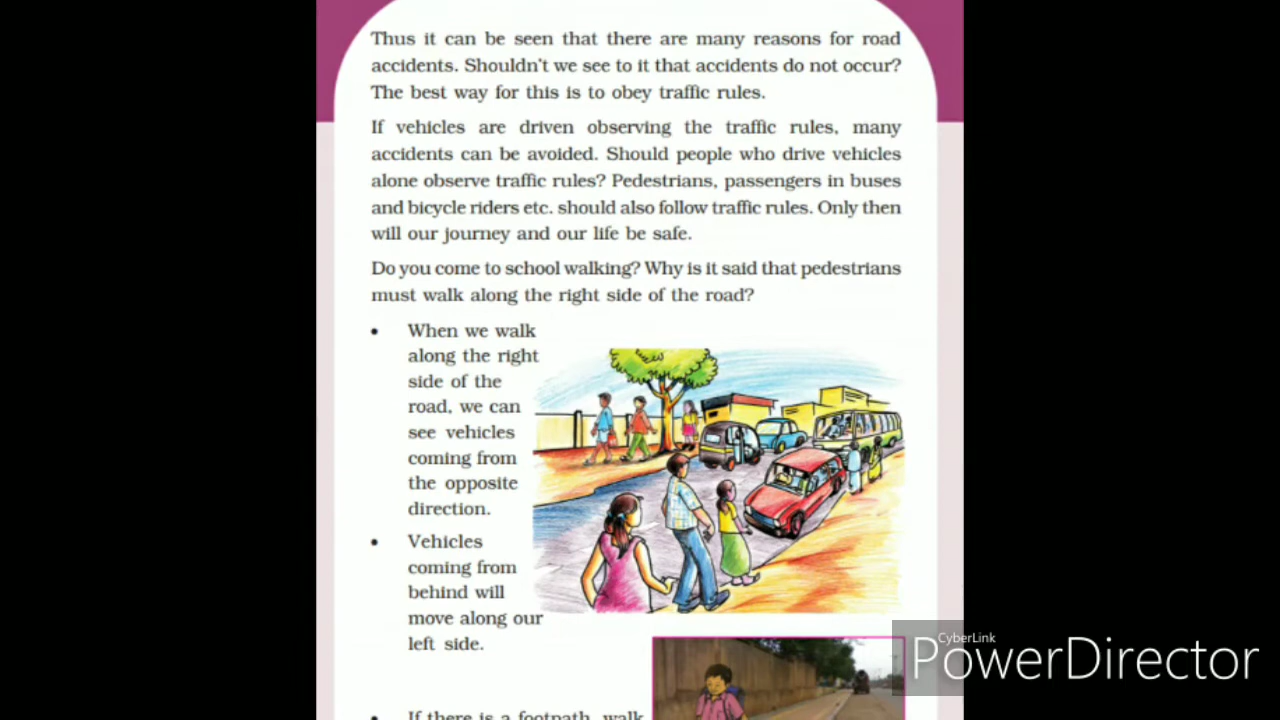 Thus it can be seen that there are many reasons for road
accidents. Shouldn't we see to it that accidents do not occur?
The best way for this is to obey traffic rules.
If vehicles are driven observing the traffic rules, many
accidents can be avoided. Should people who drive vehicles
alone observe traffic rules? Pedestrians, passengers in buses
and bicycle riders etc. should also follow traffic rules. Only then
will our journey and our life be safe.
Do you come to school walking? Why is it said that pedestrians
must walk along the right side of the road?
• When we walk
along the right
side of the
road, we can
see vehicles
coming from
the opposite
direction.
• Vehicles
coming from
behind will
move along our
left side.
• If there is a footpath, walk
CyberLink
PowerDirector